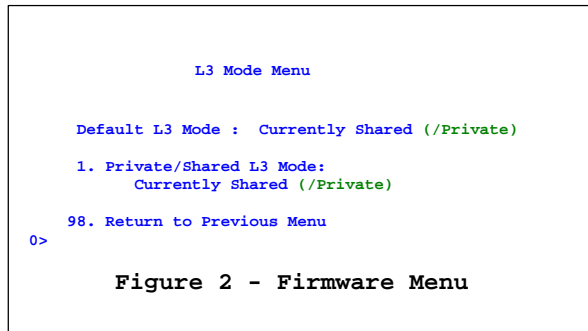 L3 Mode Menu
Default L3 Mode : Currently Shared (/Private)
1. Private/Shared L3 Mode:
Currently Shared (/Private)
98. Return to Previous Menu
0>
Figure 2 - Firmware Menu